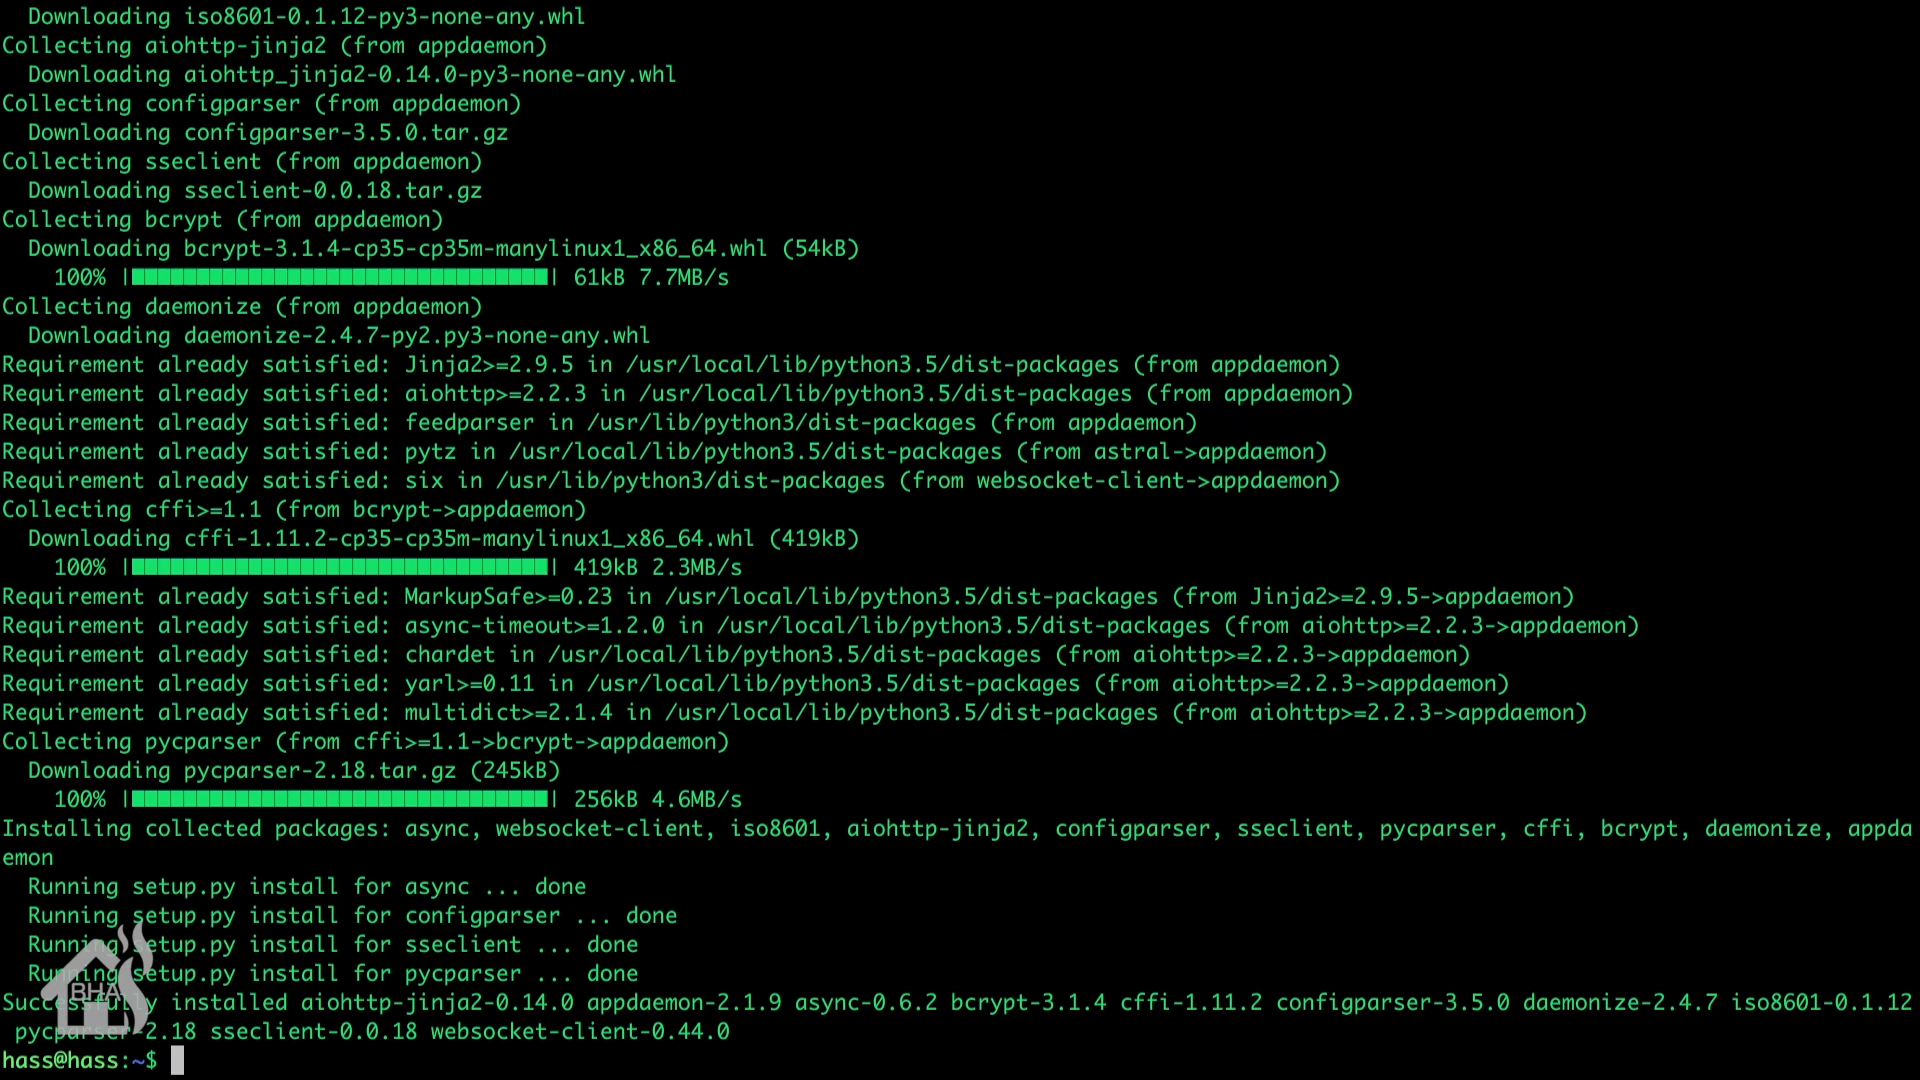 Downloading iso8601-0.1.12-py3-none-any.whl
Collecting aiohttp-jinja2 (from appdaemon)
Downloading aiohttp_jinja2-0.14.0-py3-none-any.whl
Collecting configparser (from appdaemon)
Downloading configparser-3.5.0.tar.gz
Collecting sseclient (from appdaemon)
Downloading sseclient-0.0.18.tar.gz
Collecting bcrypt (from appdaemon)
Downloading bcrypt-3.1.4-cp35-cp35m-manylinux1_x86_64.whl (54kB)
100% |████████████████████████████████| 61kB 7.7MB/s
Collecting daemonize (from appdaemon)
Downloading daemonize-2.4.7-py2.py3-none-any.whl
Requirement already satisfied: Jinja2>=2.9.5 in /usr/local/lib/python3.5/dist-packages (from appdaemon)
Requirement already satisfied: aiohttp>=2.2.3 in /usr/local/lib/python3.5/dist-packages (from appdaemon)
Requirement already satisfied: feedparser in /usr/lib/python3/dist-packages (from appdaemon)
Requirement already satisfied: pytz in /usr/local/lib/python3.5/dist-packages (from astral->appdaemon)
Requirement already satisfied: six in /usr/lib/python3/dist-packages (from websocket-client->appdaemon)
Collecting cffi>=1.1 (from bcrypt->appdaemon)
Downloading cffi-1.11.2-cp35-cp35m-manylinux1_x86_64.whl (419kB)
100% |████████████████████████████████| 419kB 2.3MB/s
Requirement already satisfied: MarkupSafe>=0.23 in /usr/local/lib/python3.5/dist-packages (from Jinja2>=2.9.5->appdaemon)
Requirement already satisfied: async-timeout>=1.2.0 in /usr/local/lib/python3.5/dist-packages (from aiohttp>=2.2.3->appdaemon)
Requirement already satisfied: chardet in /usr/local/lib/python3.5/dist-packages (from aiohttp>=2.2.3->appdaemon)
Requirement already satisfied: yarl>=0.11 in /usr/local/lib/python3.5/dist-packages (from aiohttp>=2.2.3->appdaemon)
Requirement already satisfied: multidict>=2.1.4 in /usr/local/lib/python3.5/dist-packages (from aiohttp>=2.2.3->appdaemon)
Collecting pycparser (from cffi>=1.1->bcrypt->appdaemon)
Downloading pycparser-2.18.tar.gz (245kB)
100% |████████████████████████████████| 256kB 4.6MB/s
Installing collected packages: async, websocket-client, iso8601, aiohttp-jinja2, configparser, sseclient, pycparser, cffi, bcrypt, daemonize, appda
emon
Running setup.py install for async ... done
Running setup.py install for configparser ... done
Running setup.py install for sseclient ... done
Running setup.py install for pycparser ... done
Successfully installed aiohttp-jinja2-0.14.0 appdaemon-2.1.9 async-0.6.2 bcrypt-3.1.4 cffi-1.11.2 configparser-3.5.0 daemonize-2.4.7 iso8601-0.1.12
pycparser-2.18 sseclient-0.0.18 websocket-client-0.44.0
hass@hass:~$
BHA